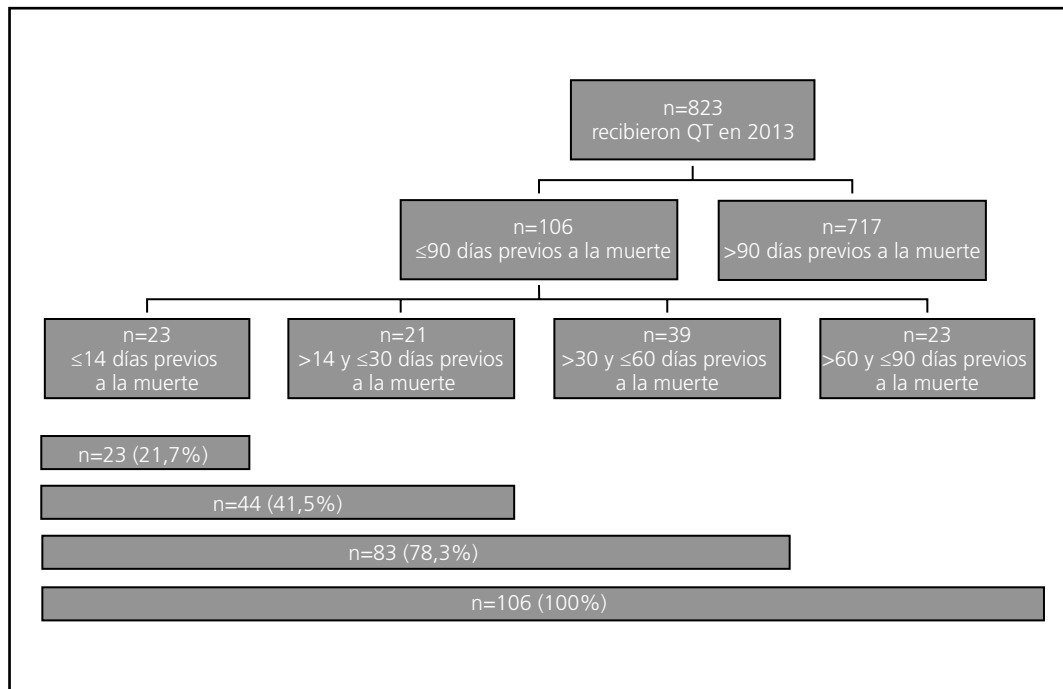 n=823
recibieron QT en 2013
n=106
≤90 días previos a la muerte
n=717
>90 días previos a la muerte
n=23
≤14 días previos
a la muerte
n=21
>14 y ≤30 días previos
a la muerte
n=39
>30 y ≤60 días previos
a la muerte
n=23
>60 y ≤90 días previos
a la muerte
n=23 (21,7%)
n=44 (41,5%)
n=83 (78,3%)
n=106 (100%)